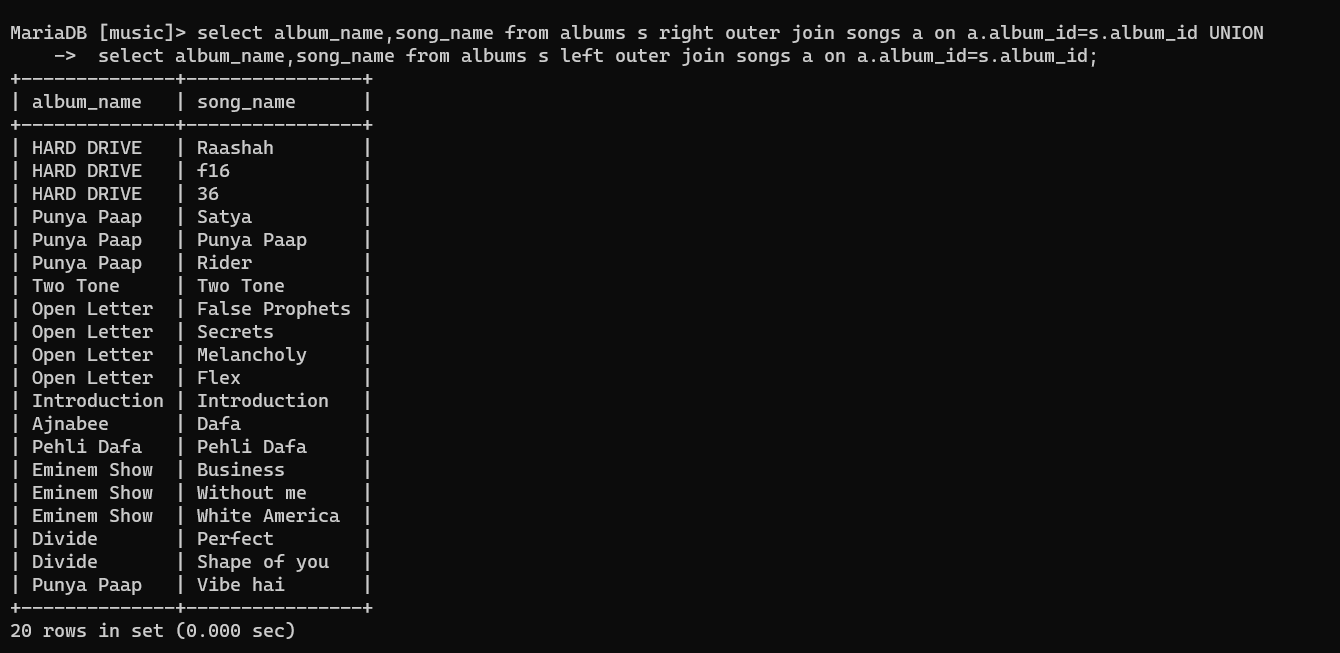 MariaDB [music]> select album_name,song_name from albums s right outer join songs a on a.album_id=s.album_id UNION
    ->  select album_name,song_name from albums s left outer join songs a on a.album_id=s.album_id;
+--------------+----------------+
| album_name   | song_name      |
+--------------+----------------+
| HARD DRIVE   | Raashah        |
| HARD DRIVE   | f16            |
| HARD DRIVE   | 36             |
| Punya Paap   | Satya          |
| Punya Paap   | Punya Paap     |
| Punya Paap   | Rider          |
| Two Tone     | Two Tone       |
| Open Letter  | False Prophets |
| Open Letter  | Secrets        |
| Open Letter  | Melancholy     |
| Open Letter  | Flex           |
| Introduction | Introduction   |
| Ajnabee      | Dafa           |
| Pehli Dafa   | Pehli Dafa     |
| Eminem Show  | Business       |
| Eminem Show  | Without me     |
| Eminem Show  | White America  |
| Divide       | Perfect        |
| Divide       | Shape of you   |
| Punya Paap   | Vibe hai       |
+--------------+----------------+
20 rows in set (0.000 sec)